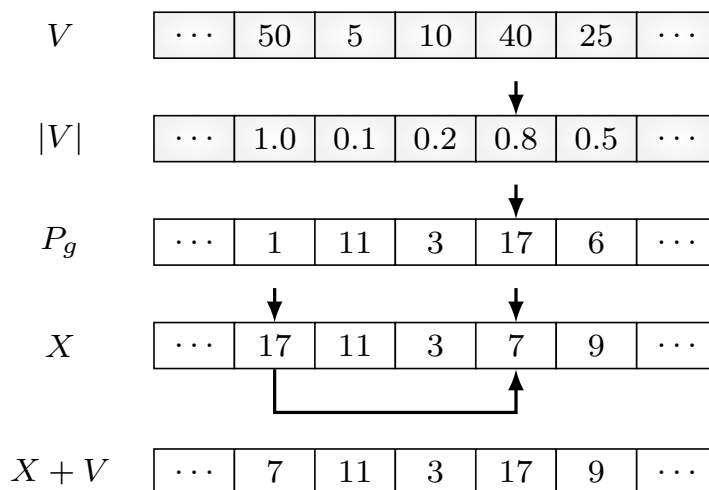 V ⋯ 50 5 10 40 25 ⋯
|V| ⋯ 1.0 0.1 0.2 0.8 0.5 ⋯
P_g ⋯ 1 11 3 17 6 ⋯
X ⋯ 17 11 3 7 9 ⋯
X + V ⋯ 7 11 3 17 9 ⋯